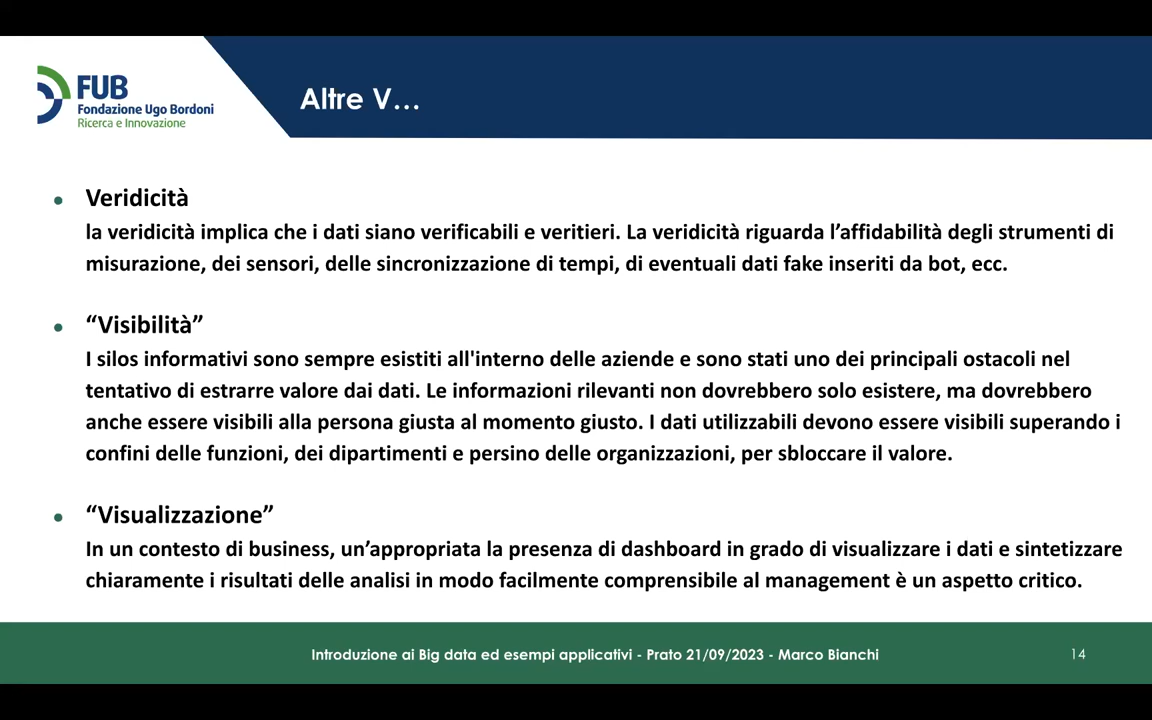 FUB
Fondazione Ugo Bordoni
Ricerca e Innovazione
Altre V...
Veridicità
la veridicità implica che i dati siano verificabili e veritieri. La veridicità riguarda l’affidabilità degli strumenti di
misurazione, dei sensori, delle sincronizzazione di tempi, di eventuali dati fake inseriti da bot, ecc.
“Visibilità”
I silos informativi sono sempre esistiti all'interno delle aziende e sono stati uno dei principali ostacoli nel
tentativo di estrarre valore dai dati. Le informazioni rilevanti non dovrebbero solo esistere, ma dovrebbero
anche essere visibili alla persona giusta al momento giusto. I dati utilizzabili devono essere visibili superando i
confini delle funzioni, dei dipartimenti e persino delle organizzazioni, per sbloccare il valore.
“Visualizzazione”
In un contesto di business, un’appropriata la presenza di dashboard in grado di visualizzare i dati e sintetizzare
chiaramente i risultati delle analisi in modo facilmente comprensibile al management è un aspetto critico.
Introduzione ai Big data ed esempi applicativi - Prato 21/09/2023 - Marco Bianchi
14